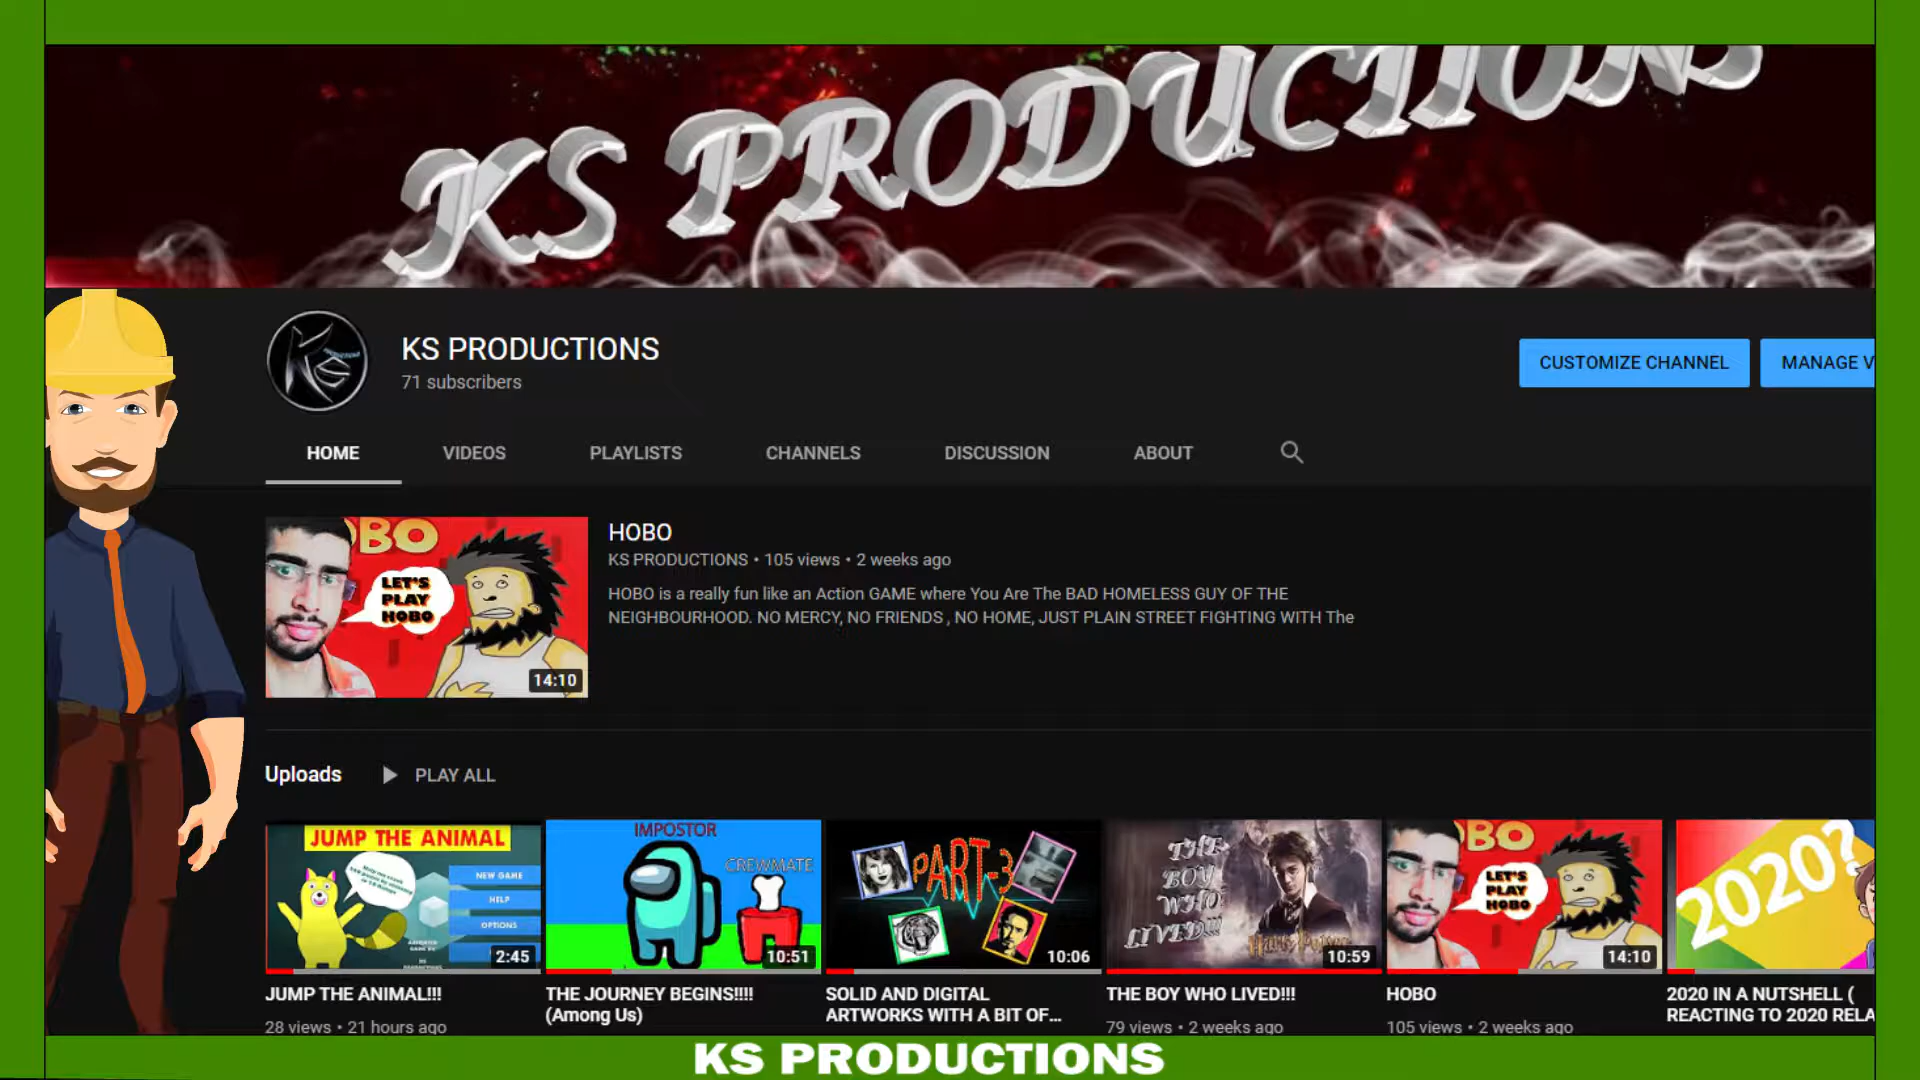 KS PRODUCTIONS
KS PRODUCTIONS
71 subscribers
CUSTOMIZE CHANNEL
MANAGE V
HOME
VIDEOS
PLAYLISTS
CHANNELS
DISCUSSION
ABOUT
BO
LET'S
PLAY
HOBO
14:10
HOBO
KS PRODUCTIONS • 105 views • 2 weeks ago
HOBO is a really fun like an Action GAME where You Are The BAD HOMELESS GUY OF THE
NEIGHBOURHOOD. NO MERCY, NO FRIENDS , NO HOME, JUST PLAIN STREET FIGHTING WITH The
Uploads
PLAY ALL
JUMP THE ANIMAL
NEW GAME
HELP
OPTIONS
2:45
IMPOSTOR
CREWMATE
10:51
PART-3
10:06
THE
BOY
WHO
LIVED!!!
Harry Potter
10:59
BO
LET'S
PLAY
HOBO
14:10
2020?
JUMP THE ANIMAL!!!
28 views • 21 hours ago
THE JOURNEY BEGINS!!!!
(Among Us)
SOLID AND DIGITAL
ARTWORKS WITH A BIT OF...
THE BOY WHO LIVED!!!
79 views • 2 weeks ago
HOBO
105 views • 2 weeks ago
2020 IN A NUTSHELL (
REACTING TO 2020 RELA
KS PRODUCTIONS